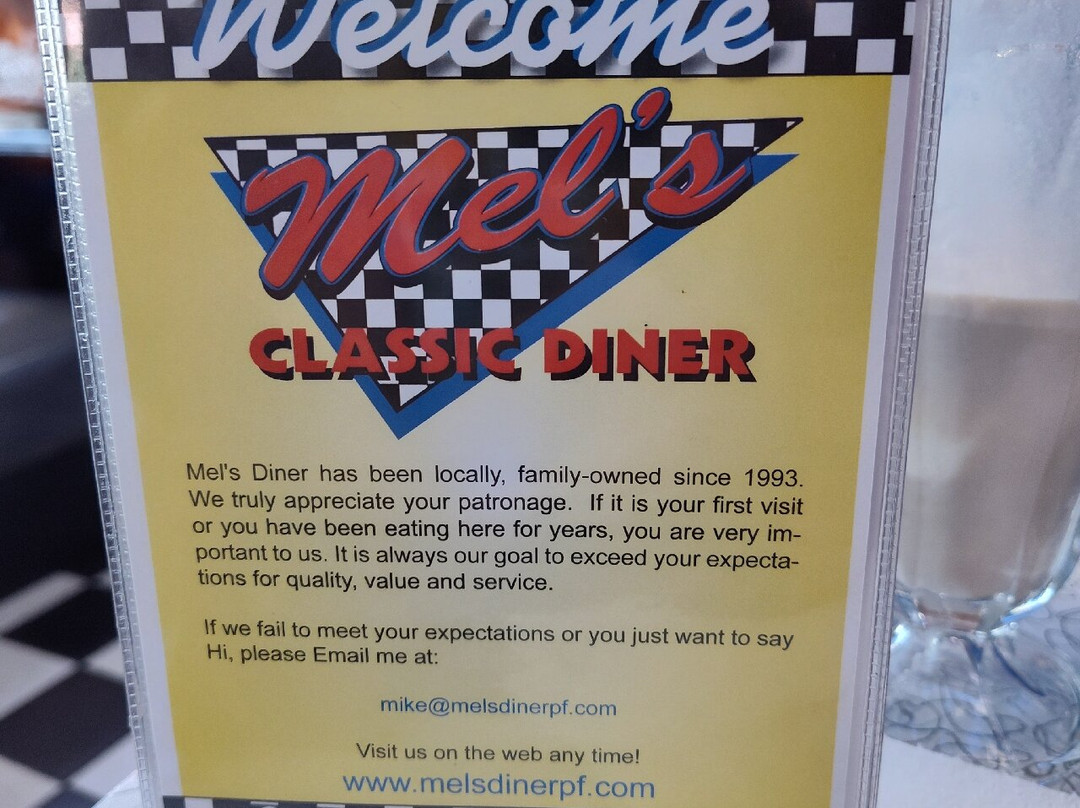 Welcome
Mel's
CLASSIC DINER
Mel's Diner has been locally, family-owned since 1993.
We truly appreciate your patronage. If it is your first visit
or you have been eating here for years, you are very im-
portant to us. It is always our goal to exceed your expecta-
tions for quality, value and service.
If we fail to meet your expectations or you just want to say
Hi, please Email me at:
mike@melsdinerpf.com
Visit us on the web any time!
www.melsdinerpf.com